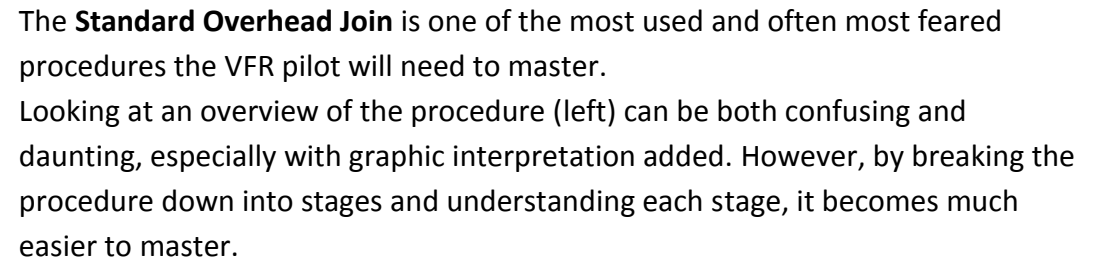 The Standard Overhead Join is one of the most used and often most feared
procedures the VFR pilot will need to master.
Looking at an overview of the procedure (left) can be both confusing and
daunting, especially with graphic interpretation added. However, by breaking the
procedure down into stages and understanding each stage, it becomes much
easier to master.